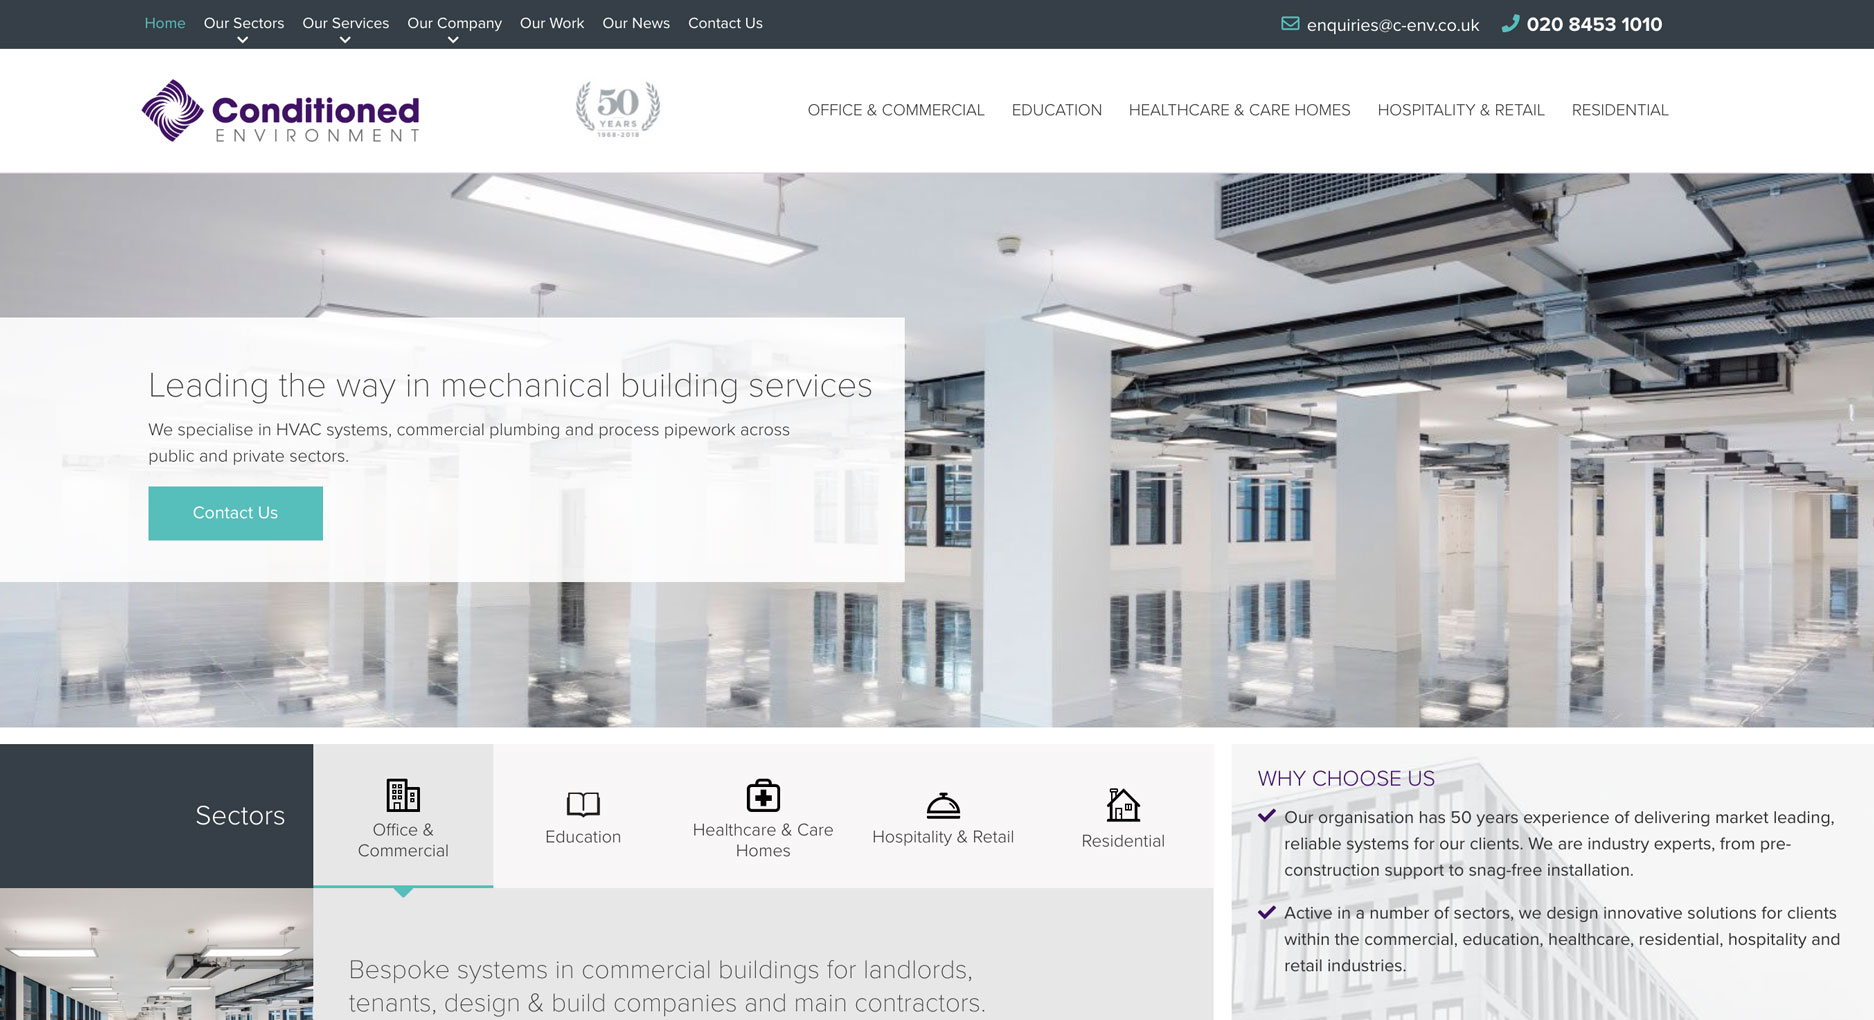 Home Our Sectors Our Services Our Company Our Work Our News Contact Us
enquiries@c-env.co.uk 020 8453 1010
Conditioned
ENVIRONMENT
50
YEARS
1968-2018
OFFICE & COMMERCIAL EDUCATION HEALTHCARE & CARE HOMES HOSPITALITY & RETAIL RESIDENTIAL
Leading the way in mechanical building services
We specialise in HVAC systems, commercial plumbing and process pipework across
public and private sectors.
Contact Us
Sectors
Office &
Commercial
Education
Healthcare & Care
Homes
Hospitality & Retail
Residential
Bespoke systems in commercial buildings for landlords,
tenants, design & build companies and main contractors.
WHY CHOOSE US
Our organisation has 50 years experience of delivering market leading,
reliable systems for our clients. We are industry experts, from pre-
construction support to snag-free installation.
Active in a number of sectors, we design innovative solutions for clients
within the commercial, education, healthcare, residential, hospitality and
retail industries.